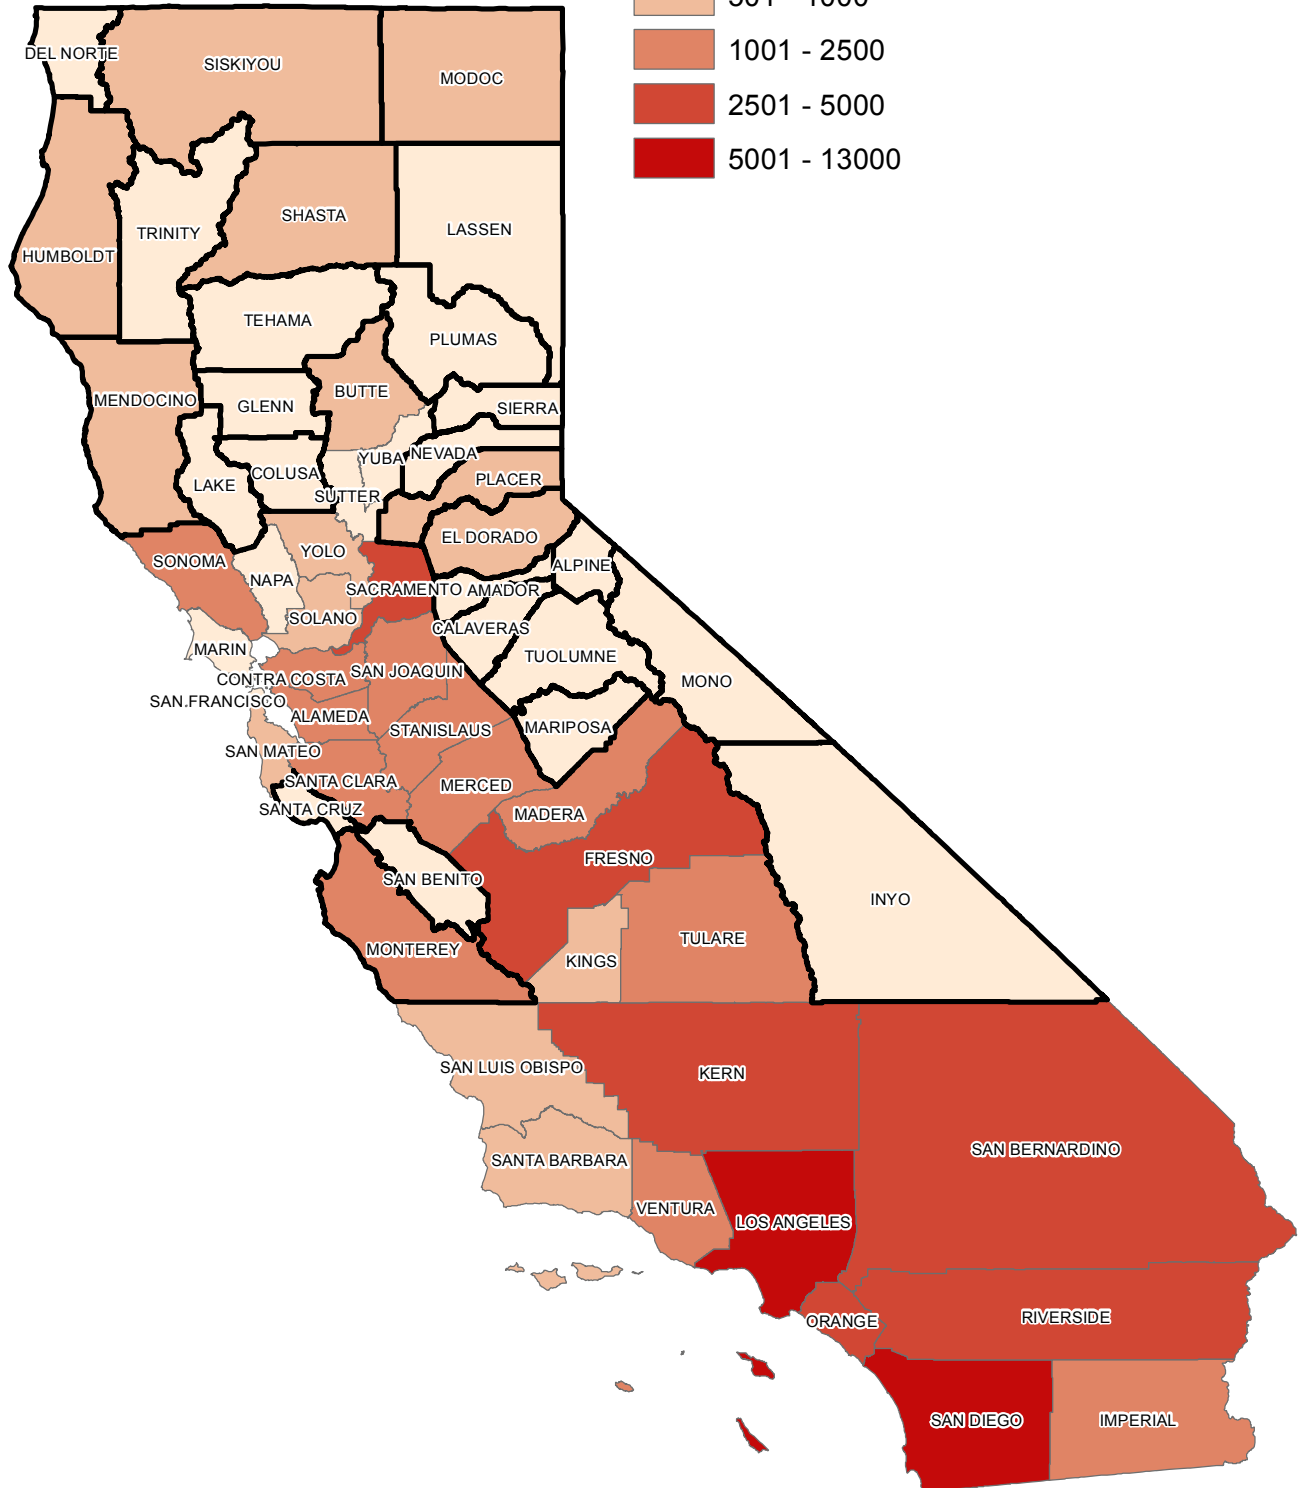 501 - 1000
1001 - 2500
2501 - 5000
5001 - 13000
DEL NORTE
SISKIYOU
MODOC
HUMBOLDT
TRINITY
SHASTA
LASSEN
TEHAMA
PLUMAS
MENDOCINO
GLENN
BUTTE
SIERRA
LAKE
COLUSA
YUBA
NEVADA
SUTTER
PLACER
SONOMA
YOLO
EL DORADO
NAPA
SACRAMENTO
AMADOR
ALPINE
SOLANO
CALAVERAS
MARIN
CONTRA COSTA
SAN JOAQUIN
TUOLUMNE
MONO
SAN FRANCISCO
ALAMEDA
STANISLAUS
MARIPOSA
SAN MATEO
SANTA CLARA
MERCED
SANTA CRUZ
MADERA
FRESNO
SAN BENITO
INYO
MONTEREY
KINGS
TULARE
SAN LUIS OBISPO
KERN
SANTA BARBARA
SAN BERNARDINO
VENTURA
LOS ANGELES
ORANGE
RIVERSIDE
SAN DIEGO
IMPERIAL